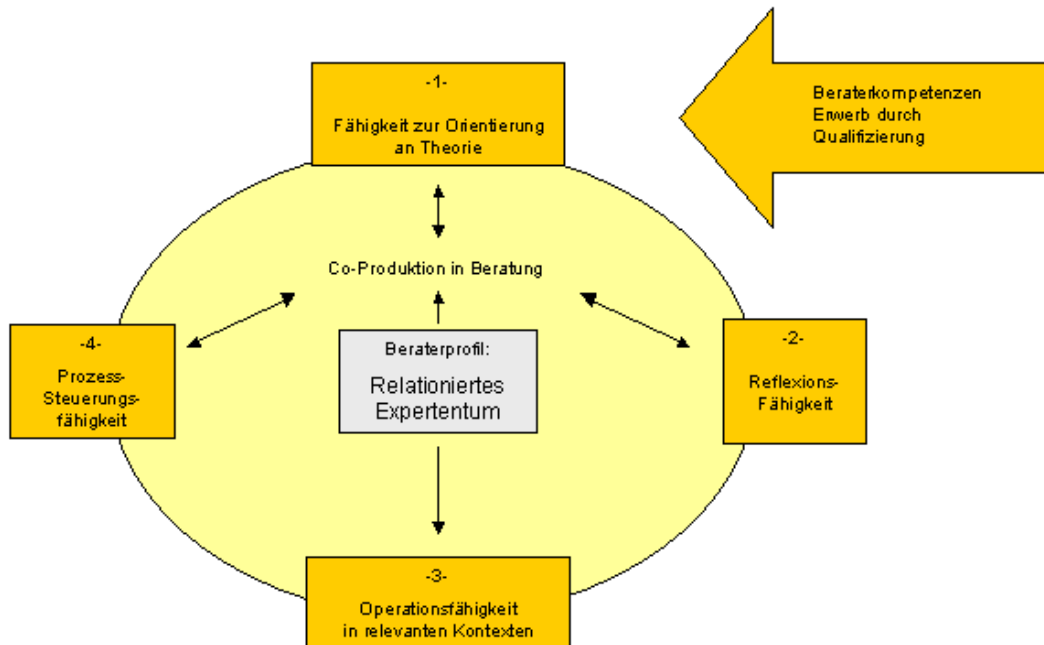 -1-
Fähigkeit zur Orientierung
an Theorie
Beraterkompetenzen
Erwerb durch
Qualifizierung
Co-Produktion in Beratung
-4-
Prozess-
Steuerungs-
fähigkeit
Beraterprofil:
Relationiertes
Expertentum
-2-
Reflexions-
Fähigkeit
-3-
Operationsfähigkeit
in relevanten Kontexten